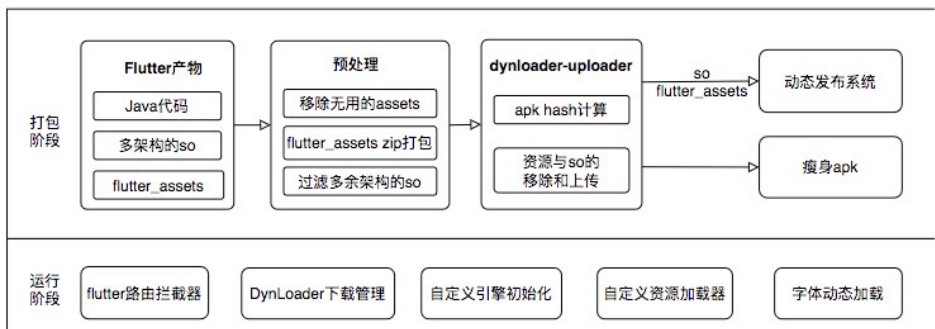 打包
阶段
Flutter产物
Java代码
多架构的so
flutter_assets
预处理
移除无用的assets
flutter_assets zip打包
过滤多余架构的so
dynloader-uploader
apk hash计算
资源与so的
移除和上传
so
flutter_assets
动态发布系统
瘦身apk
运行
阶段
flutter路由拦截器
DynLoader下载管理
自定义引擎初始化
自定义资源加载器
字体动态加载